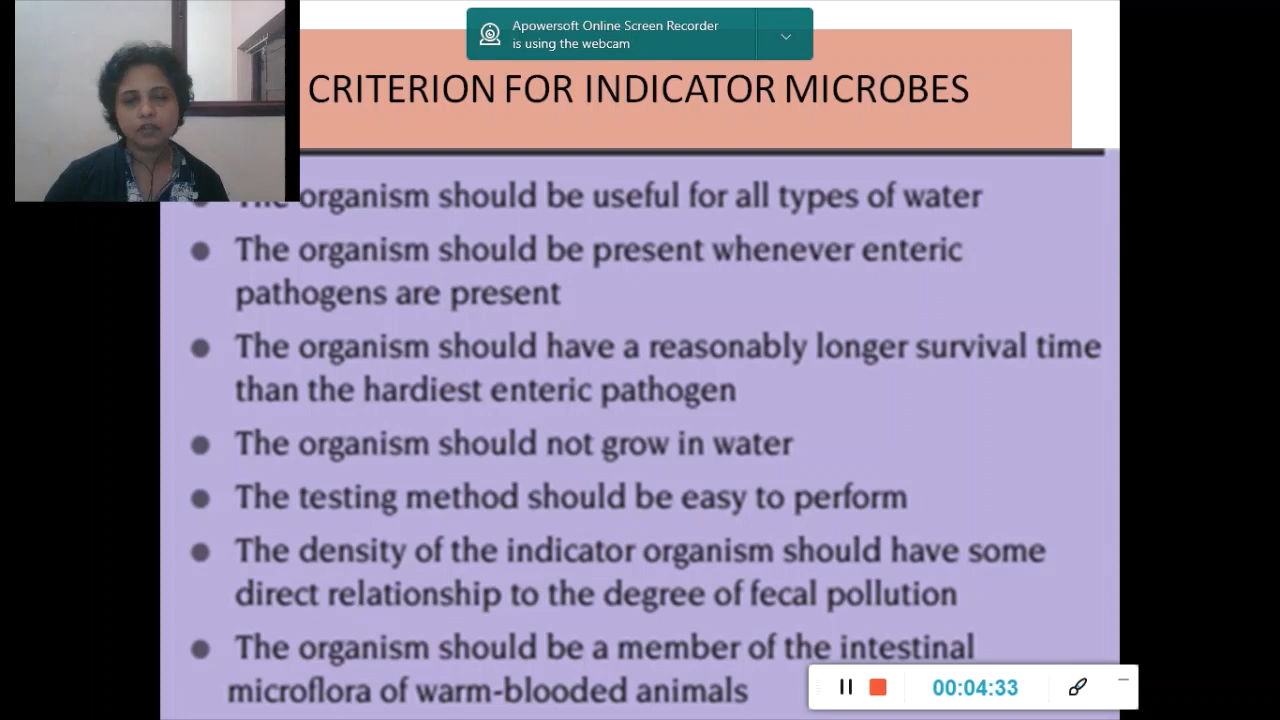 Apowersoft Online Screen Recorder
is using the webcam
CRITERION FOR INDICATOR MICROBES
The organism should be useful for all types of water
The organism should be present whenever enteric
pathogens are present
The organism should have a reasonably longer survival time
than the hardiest enteric pathogen
The organism should not grow in water
The testing method should be easy to perform
The density of the indicator organism should have some
direct relationship to the degree of fecal pollution
The organism should be a member of the intestinal
microflora of warm-blooded animals
00:04:33